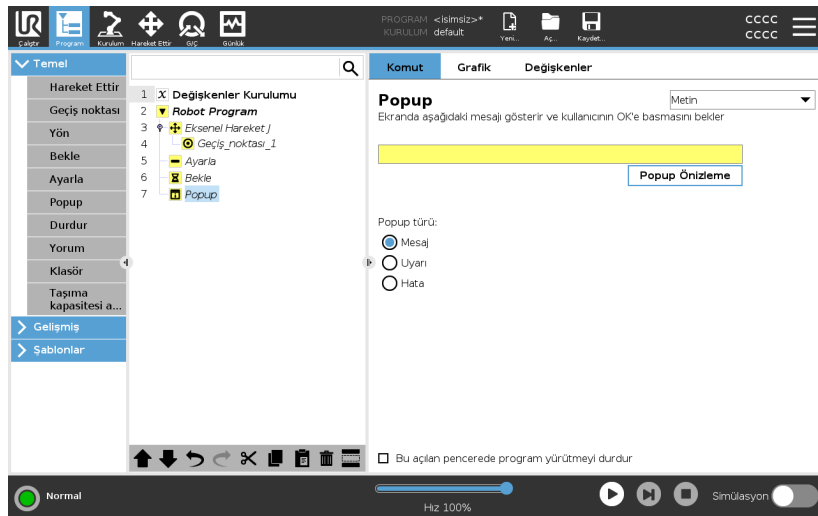 UR
Çalıştır
Program
Kurulum
Hareket Ettir
G/Ç
Günlük
PROGRAM <isimsiz>*
KURULUM default
Yeni...
Aç...
Kaydet...
CCCC
CCCC
Temel
Hareket Ettir
Geçiş noktası
Yön
Bekle
Ayarla
Popup
Durdur
Yorum
Klasör
Taşıma
kapasitesi a...
Gelişmiş
Şablonlar
1 X Değişkenler Kurulumu
2 Robot Program
3 Eksenel Hareket J
4 Geçiş_noktası_1
5 Ayarla
6 Bekle
7 Popup
Komut
Grafik
Değişkenler
Popup
Metin
Ekranda aşağıdaki mesajı gösterir ve kullanıcının OK'e basmasını bekler
Popup Önizleme
Popup türü:
Mesaj
Uyarı
Hata
Bu açılan pencerede program yürütmeyi durdur
Normal
Hız 100%
Simülasyon